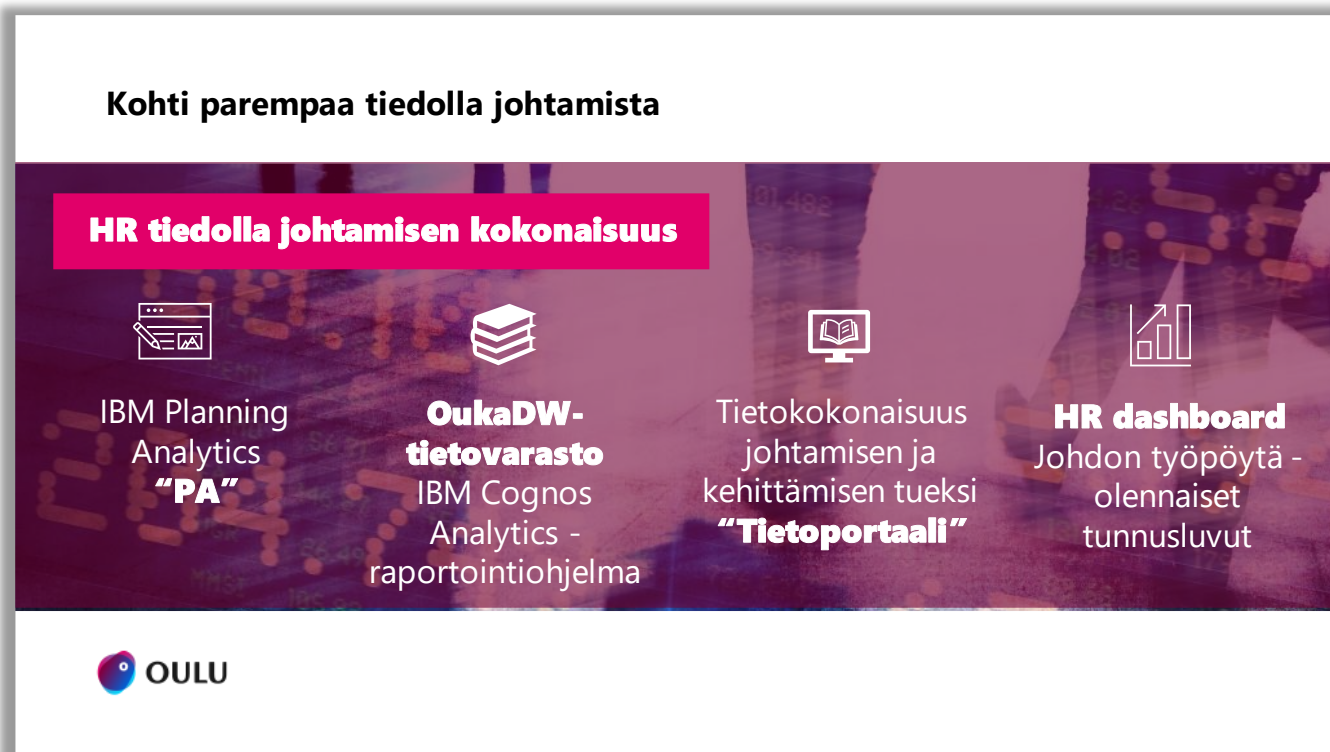 Kohti parempaa tiedolla johtamista
HR tiedolla johtamisen kokonaisuus
IBM Planning
Analytics
“PA”
OukaDW-
tietovarasto
IBM Cognos
Analytics -
raportointiohjelma
Tietokokonaisuus
johtamisen ja
kehittämisen tueksi
“Tietoportaali”
HR dashboard
Johdon työpöytä -
olennaiset
tunnusluvut
OULU